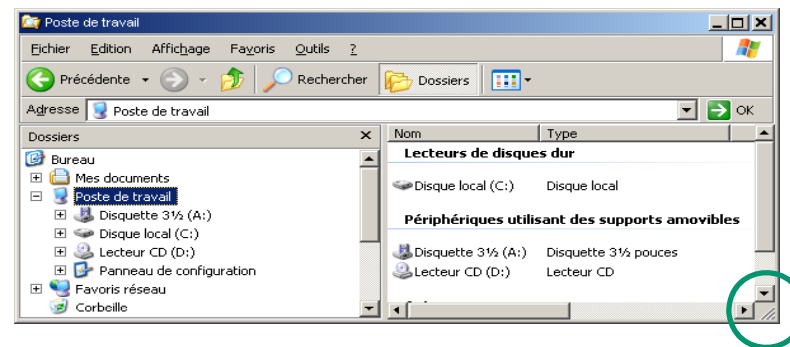 Poste de travail
Fichier Edition Affichage Favoris Outils ?
Précédente Rechercher Dossiers
Adresse Poste de travail OK
Dossiers
Bureau
Mes documents
Poste de travail
Disquette 3½ (A:)
Disque local (C:)
Lecteur CD (D:)
Panneau de configuration
Favoris réseau
Corbeille
Nom Type
Lecteurs de disques dur
Disque local (C:) Disque local
Périphériques utilisant des supports amovibles
Disquette 3½ (A:) Disquette 3½ pouces
Lecteur CD (D:) Lecteur CD